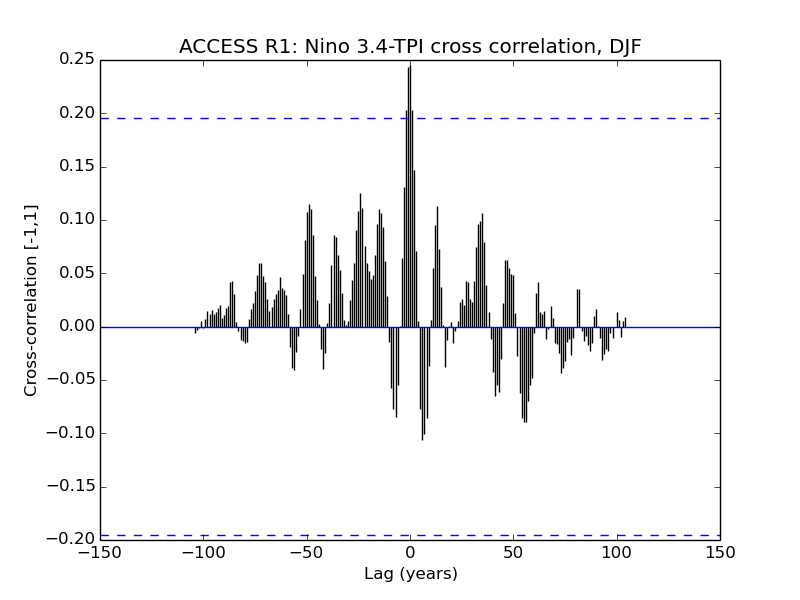 ACCESS R1: Nino 3.4-TPI cross correlation, DJF
0.25
0.20
0.15
0.10
0.05
0.00
−0.05
−0.10
−0.15
−0.20
Cross-correlation [-1,1]
−150 −100 −50 0 50 100 150
Lag (years)